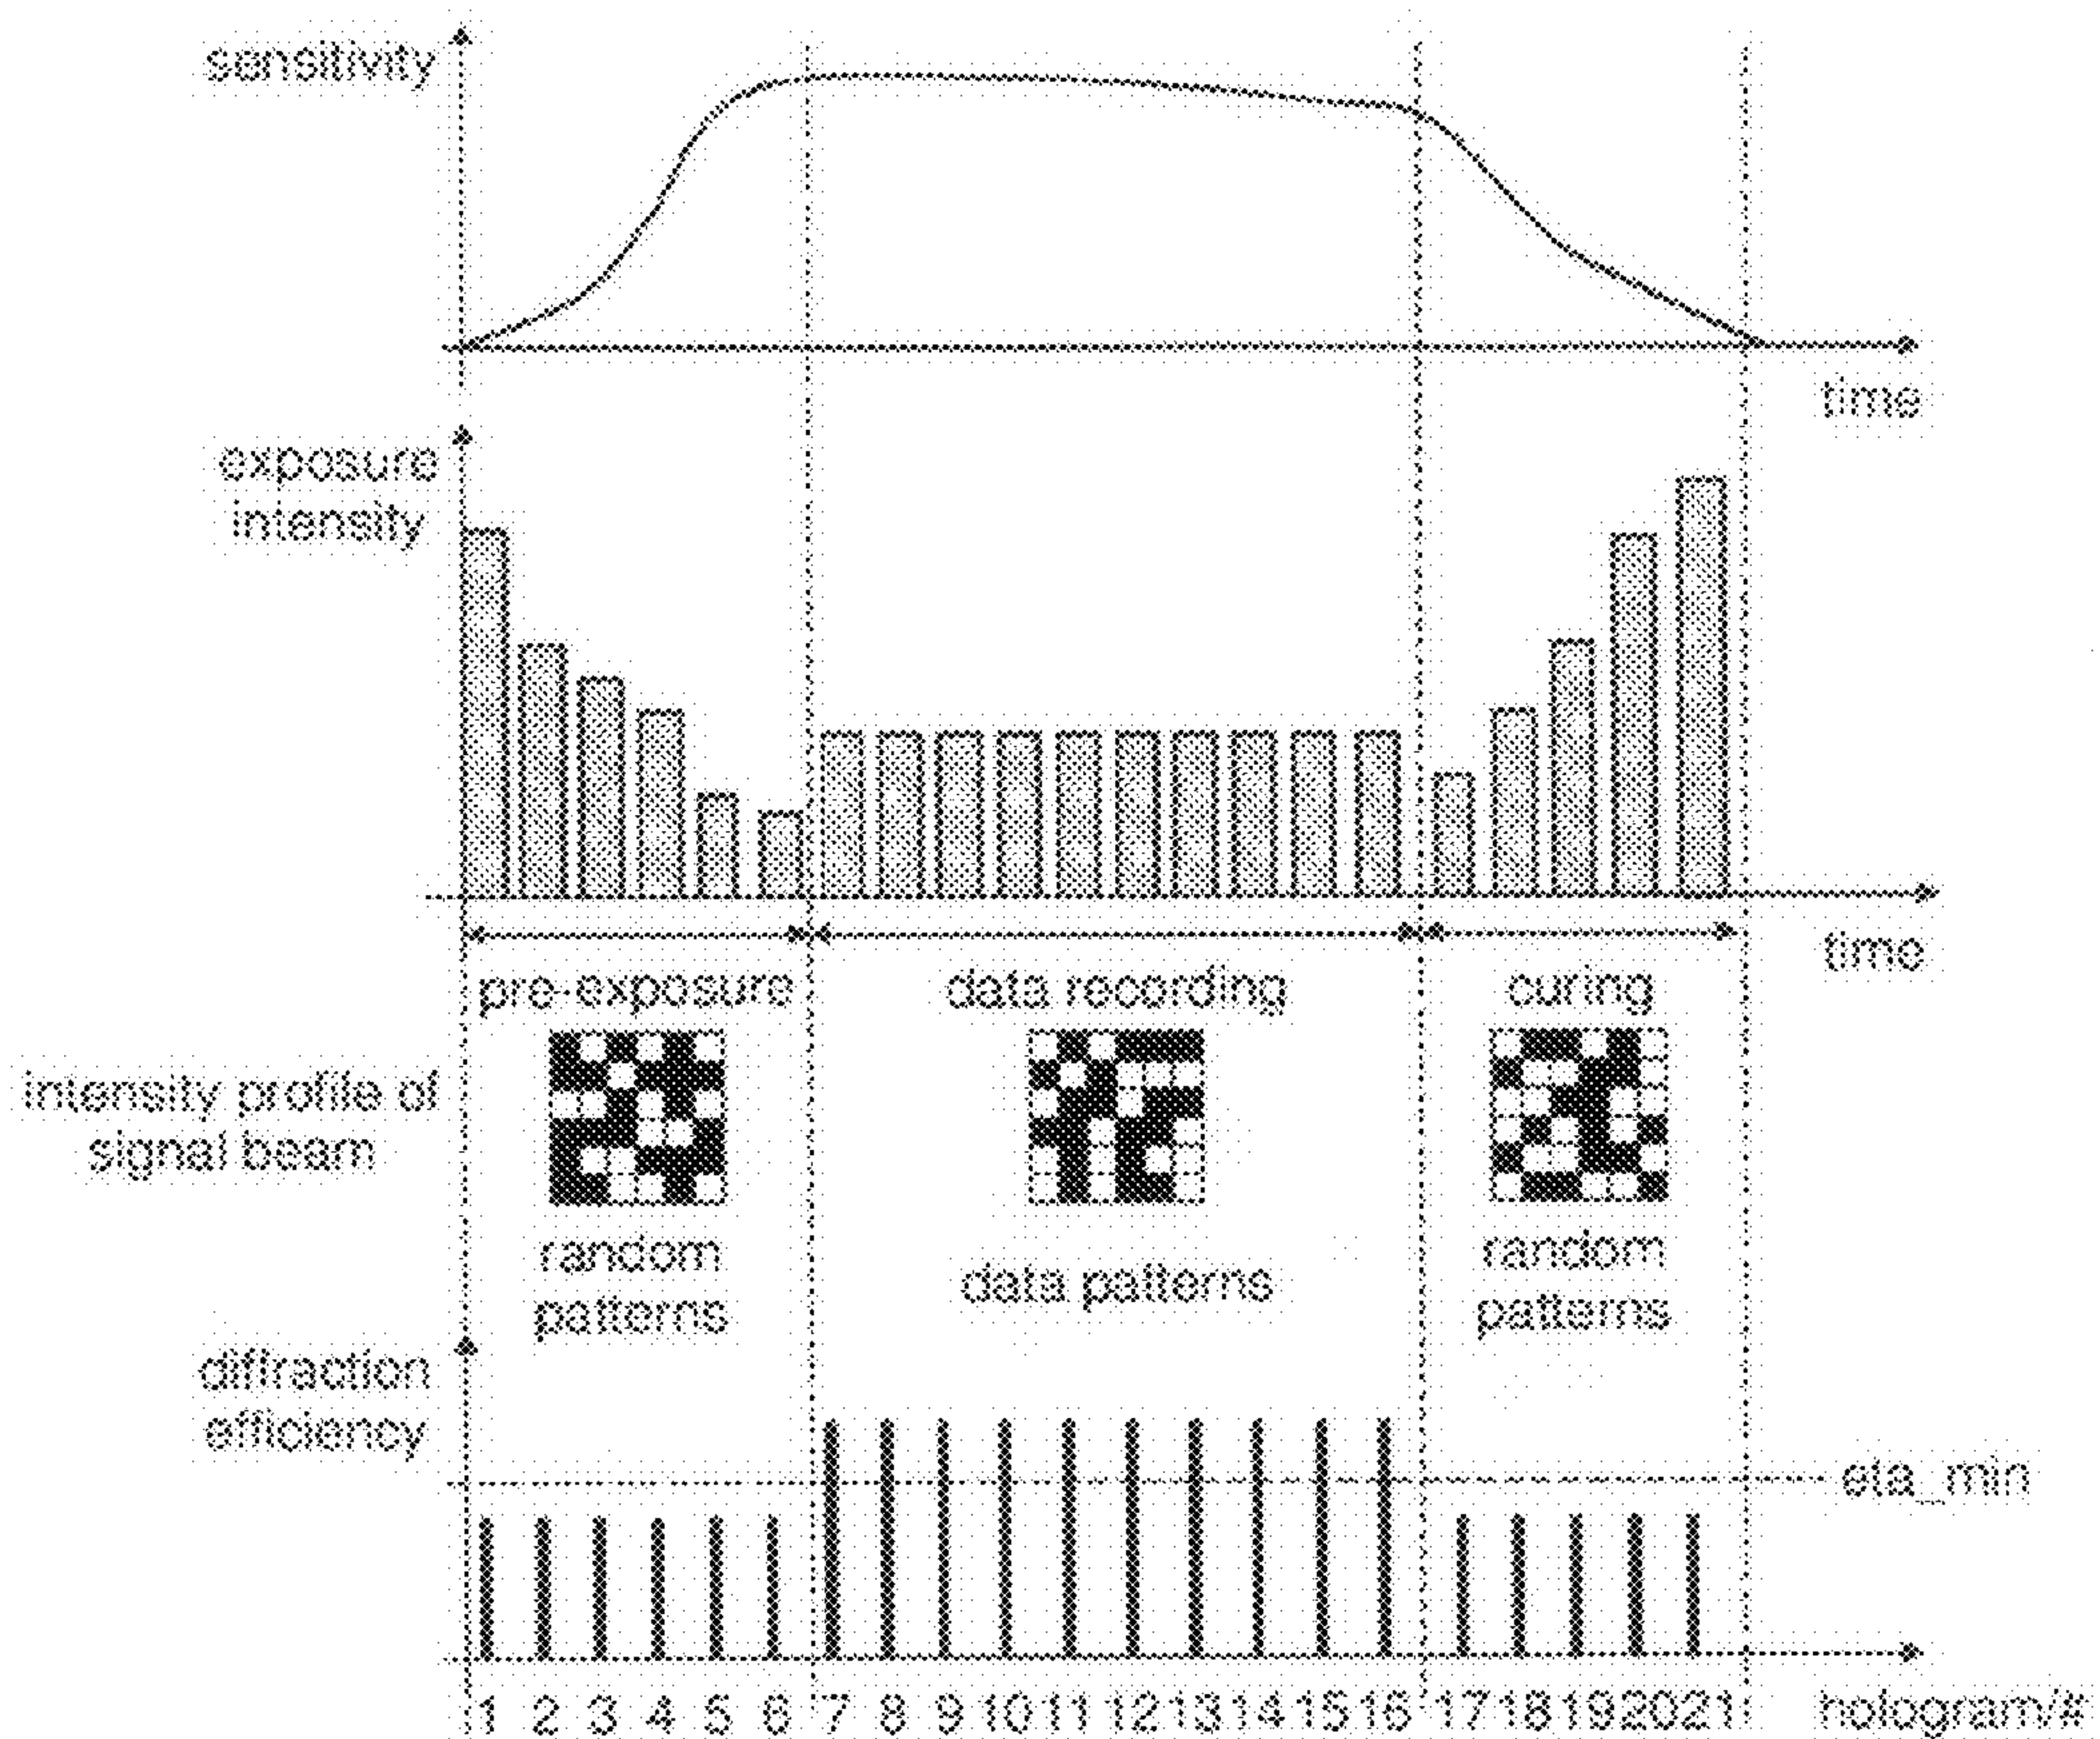 sensitivity
time
exposure
intensity
time
pre-exposure data recording curing
intensity profile of
signal beam
random
patterns
data patterns
random
patterns
diffraction
efficiency
eta_min
1 2 3 4 5 6 7 8 9 10 11 12 13 14 15 16 17 18 19 20 21 hologram/#